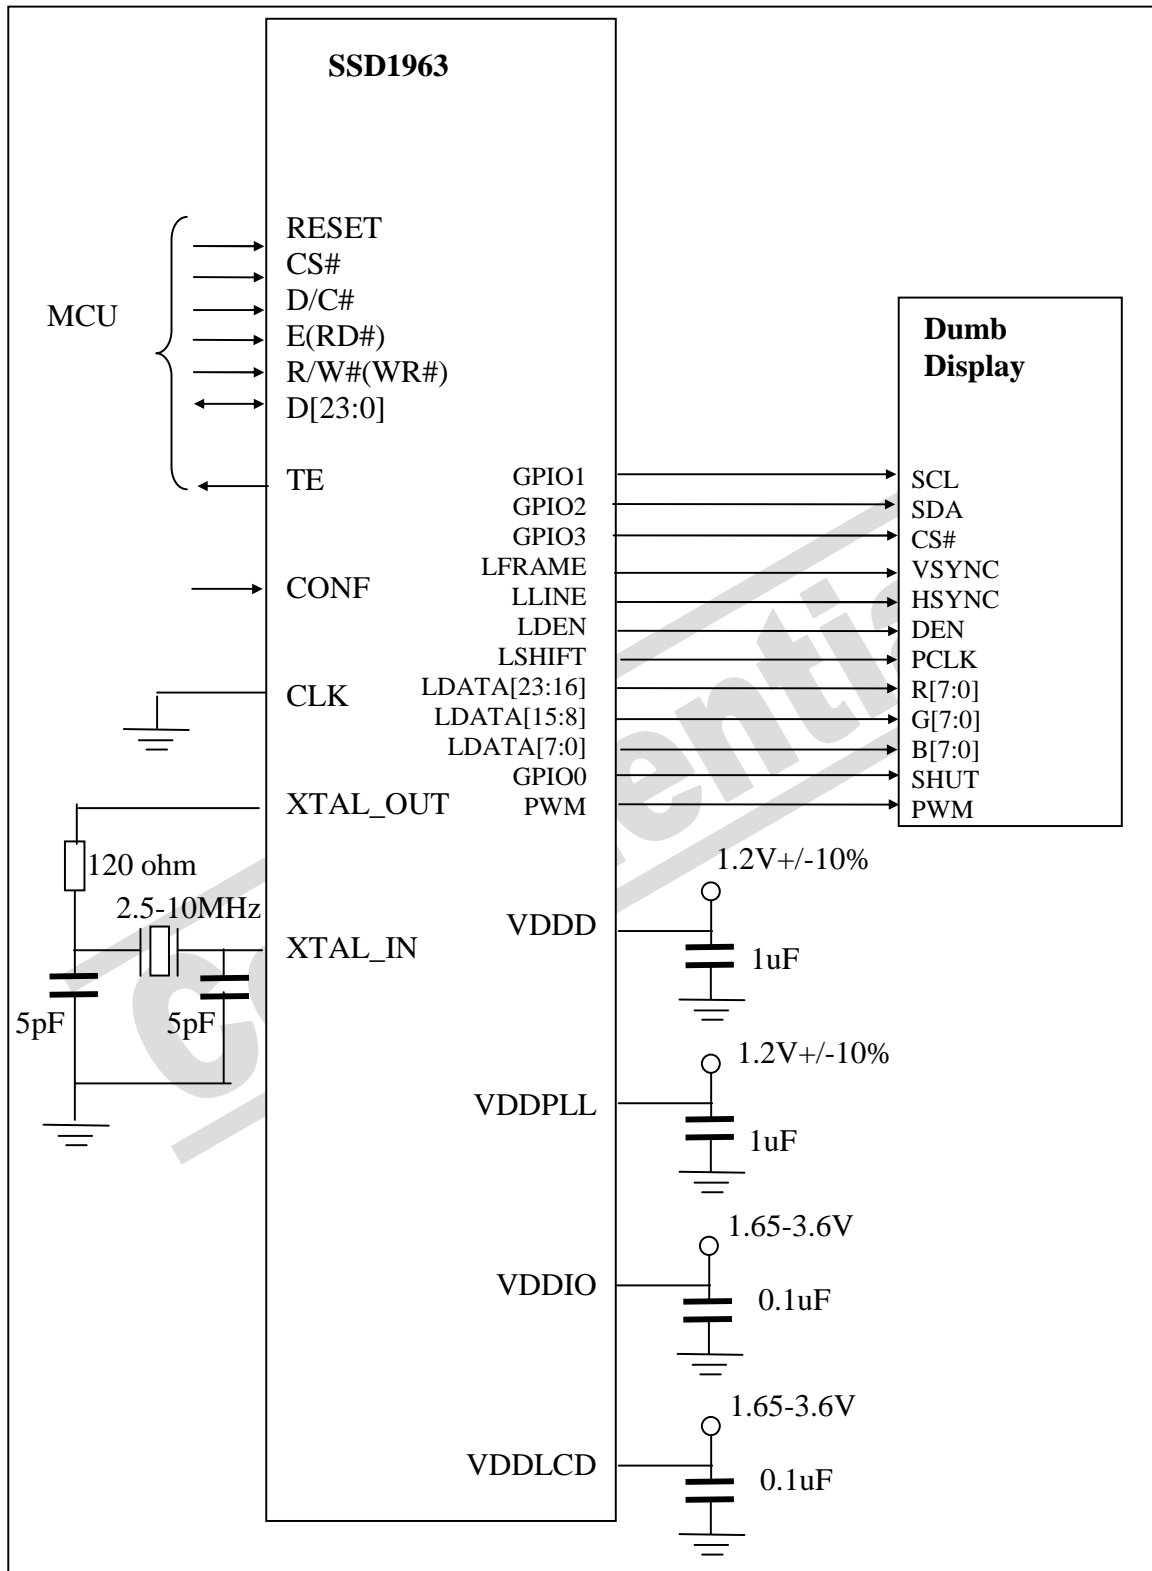 SSD1963
MCU
RESET
CS#
D/C#
E(RD#)
R/W#(WR#)
D[23:0]
TE
CONF
CLK
XTAL_OUT
120 ohm
2.5-10MHz
XTAL_IN
5pF
5pF
GPIO1
GPIO2
GPIO3
LFRAME
LLINE
LDEN
LSHIFT
LDATA[23:16]
LDATA[15:8]
LDATA[7:0]
GPIO0
PWM
Dumb
Display
SCL
SDA
CS#
VSYNC
HSYNC
DEN
PCLK
R[7:0]
G[7:0]
B[7:0]
SHUT
PWM
1.2V+/-10%
VDDD
1uF
1.2V+/-10%
VDDPLL
1uF
1.65-3.6V
VDDIO
0.1uF
1.65-3.6V
VDDLCD
0.1uF